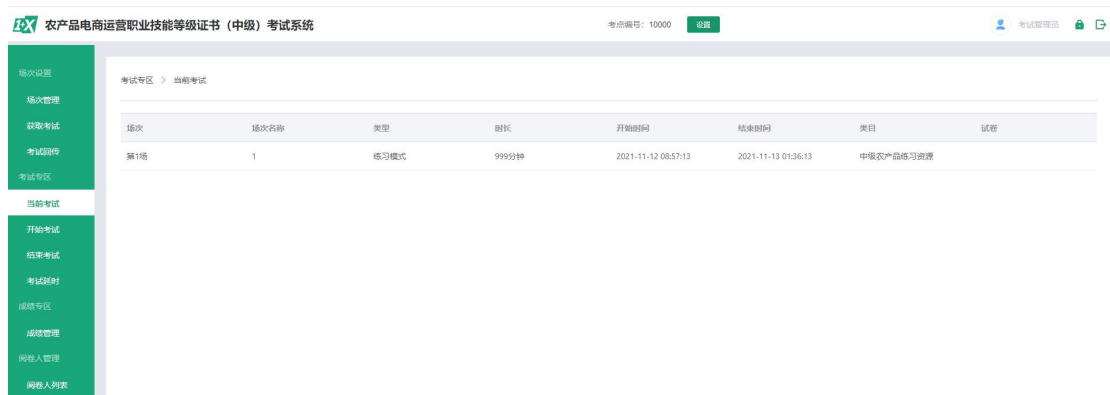 1+X 农产品电商运营职业技能等级证书（中级）考试系统 考点编号：10000 设置 考试管理员
场次设置
场次管理
获取考试
考试回传
考试专区
当前考试
开始考试
结束考试
考试延时
成绩专区
成绩管理
阅卷人管理
阅卷人列表
考试专区 > 当前考试
场次 场次名称 类型 时长 开始时间 结束时间 类目 试卷
第1场 1 练习模式 999分钟 2021-11-12 08:57:13 2021-11-13 01:36:13 中级农产品练习资源